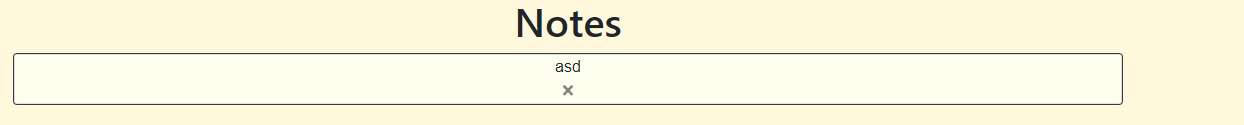 Notes
asd
×